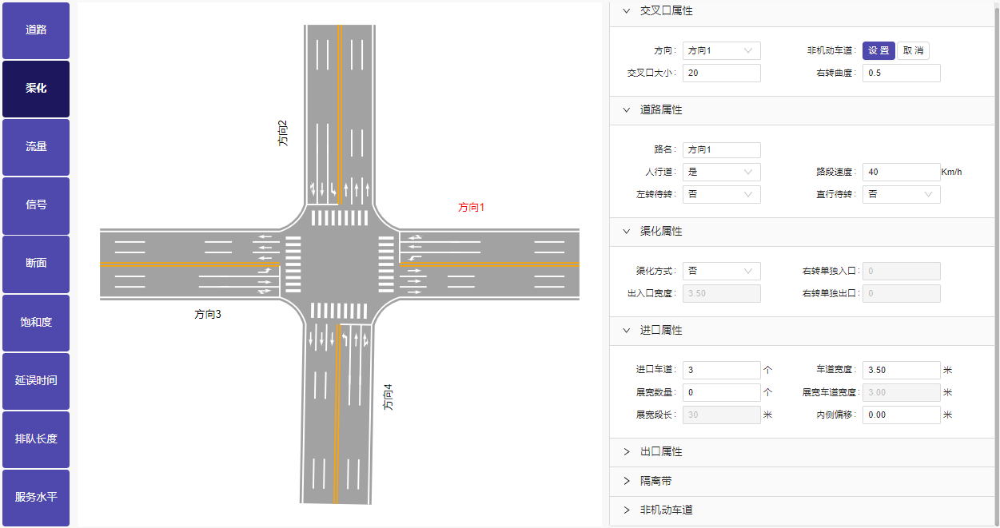 道路
渠化
流量
信号
断面
饱和度
延误时间
排队长度
服务水平
方向2
方向1
方向3
方向4
交叉口属性
方向: 方向1 非机动车道: 设 置 取 消
交叉口大小: 20 右转曲度: 0.5
道路属性
路名: 方向1
人行道: 是 路段速度: 40 Km/h
左转待转: 否 直行待转: 否
渠化属性
渠化方式: 否 右转单独入口: 0
出入口宽度: 3.50 右转单独出口: 0
进口属性
进口车道: 3 个 车道宽度: 3.50 米
展宽数量: 0 个 展宽车道宽度: 3.00 米
展宽段长: 30 米 内侧偏移: 0.00 米
出口属性
隔离带
非机动车道